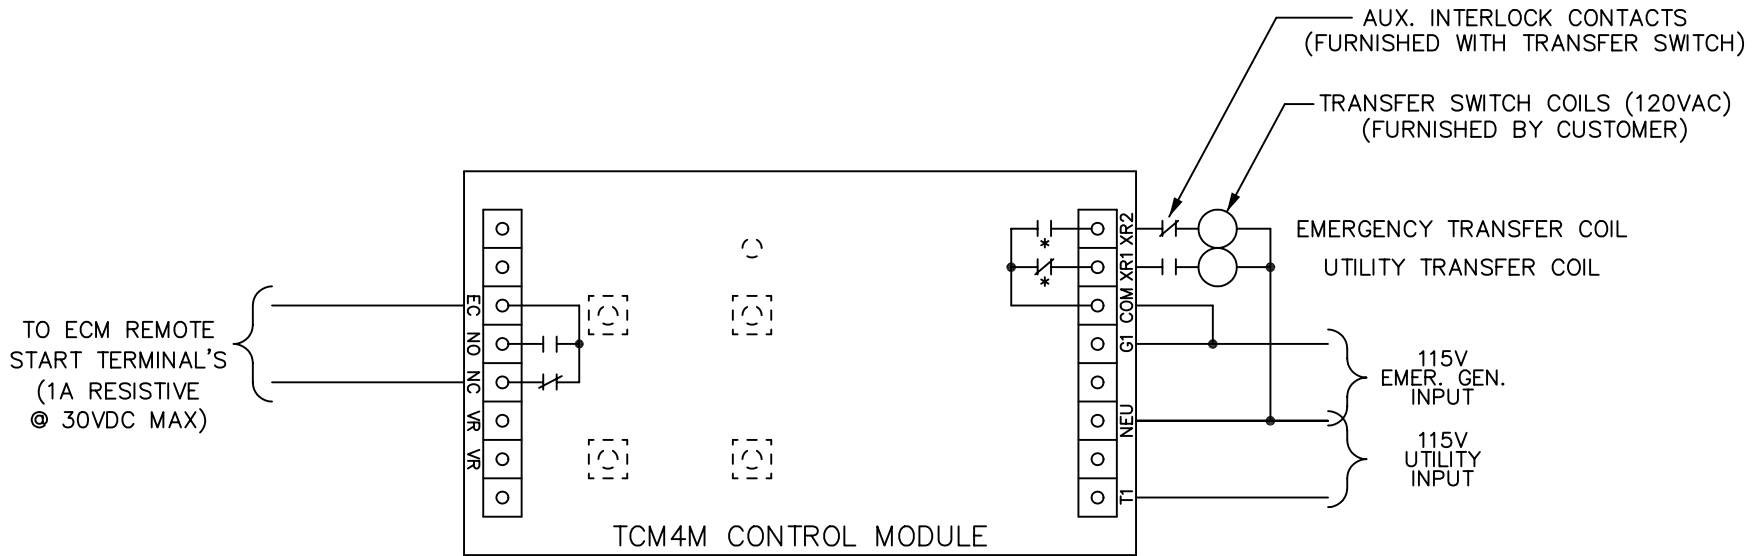 AUX. INTERLOCK CONTACTS
(FURNISHED WITH TRANSFER SWITCH)
TRANSFER SWITCH COILS (120VAC)
(FURNISHED BY CUSTOMER)
EMERGENCY TRANSFER COIL
UTILITY TRANSFER COIL
TO ECM REMOTE
START TERMINAL'S
(1A RESISTIVE
@ 30VDC MAX)
EC
NO
NC
VR
VR
*
*
XR2
XR1
COM
G1
NEU
T1
115V
EMER. GEN.
INPUT
115V
UTILITY
INPUT
TCM4M CONTROL MODULE